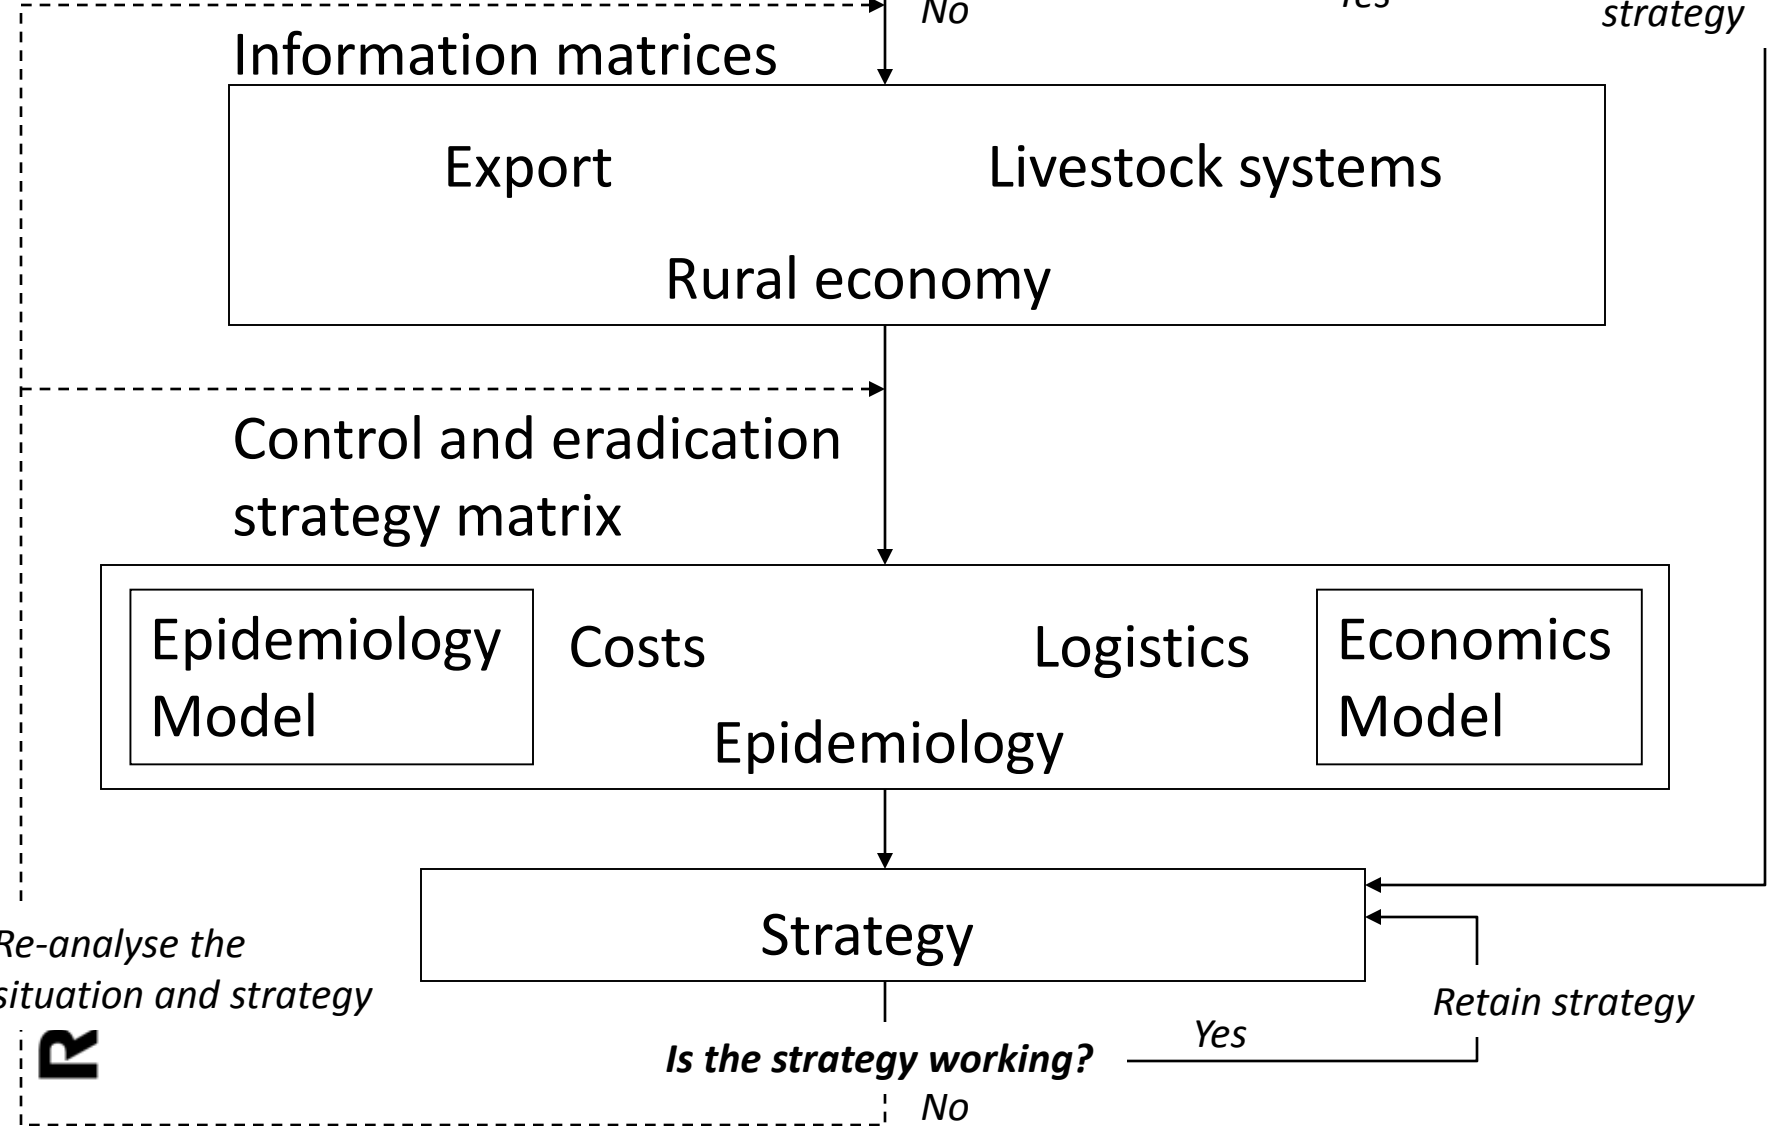 No
Yes
strategy
Information matrices
Export
Livestock systems
Rural economy
Control and eradication
strategy matrix
Epidemiology
Model
Costs
Logistics
Economics
Model
Epidemiology
Strategy
Re-analyse the
situation and strategy
Retain strategy
R
Yes
Is the strategy working?
No